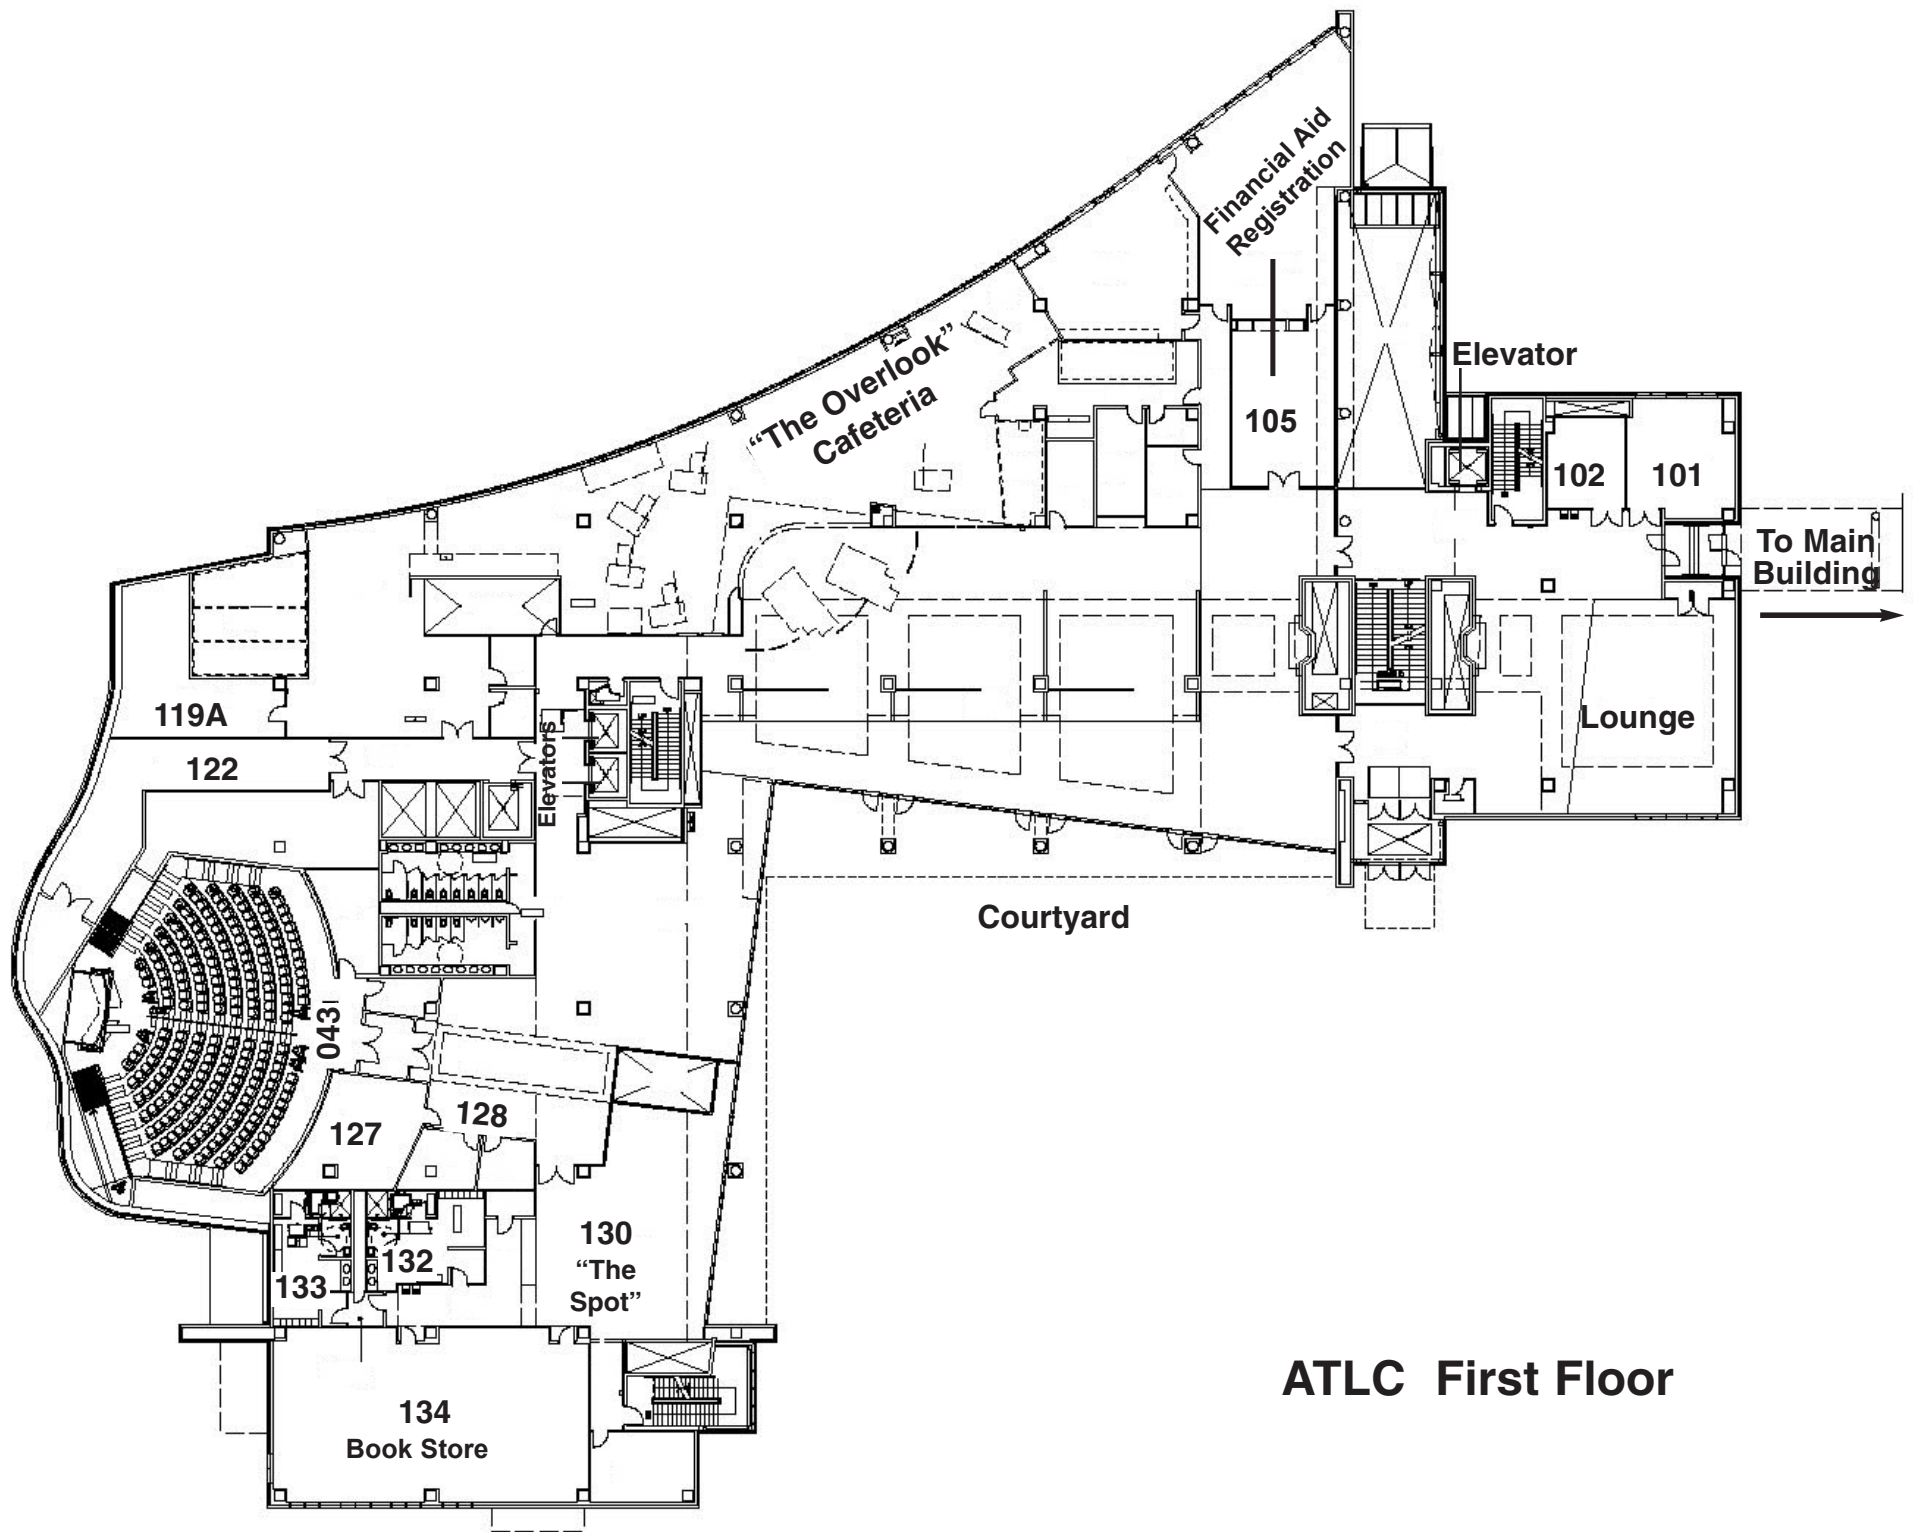 Financial Aid
Registration
Elevator
“The Overlook”
Cafeteria
105
102
101
To Main
Building
119A
Lounge
122
Elevators
Courtyard
043
128
127
130
“The
Spot”
132
133
134
Book Store
ATLC First Floor